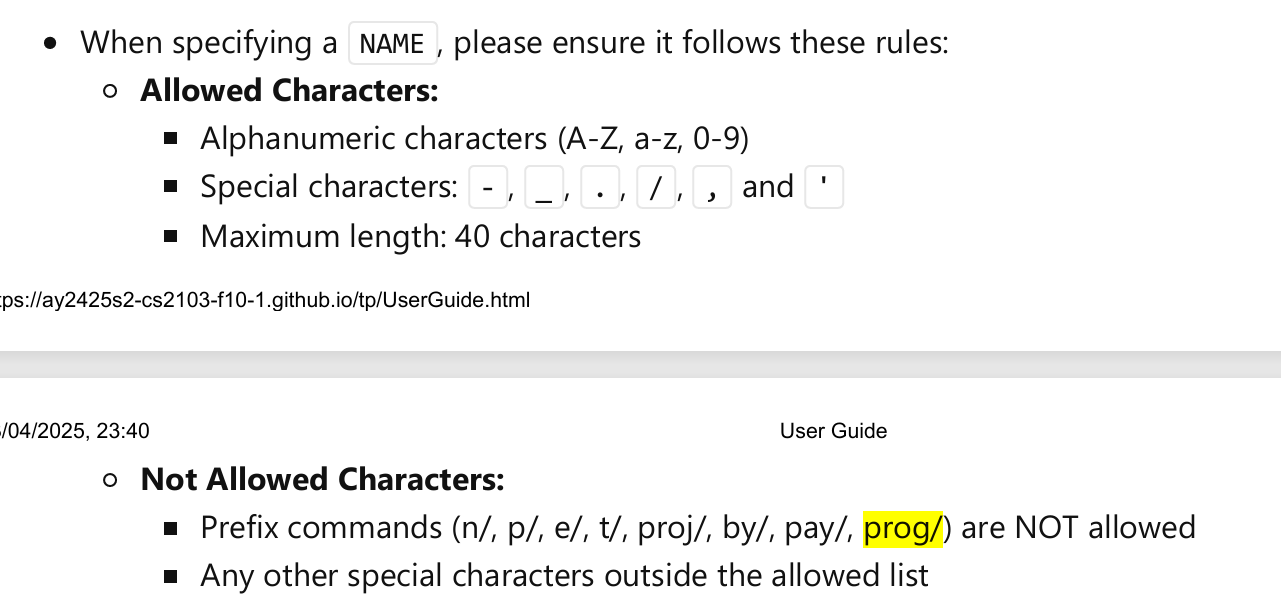 When specifying a NAME, please ensure it follows these rules:
Allowed Characters:
Alphanumeric characters (A-Z, a-z, 0-9)
Special characters: -, _, ., /, , and '
Maximum length: 40 characters
tps://ay2425s2-cs2103-f10-1.github.io/tp/UserGuide.html
/04/2025, 23:40 User Guide
Not Allowed Characters:
Prefix commands (n/, p/, e/, t/, proj/, by/, pay/, prog/) are NOT allowed
Any other special characters outside the allowed list